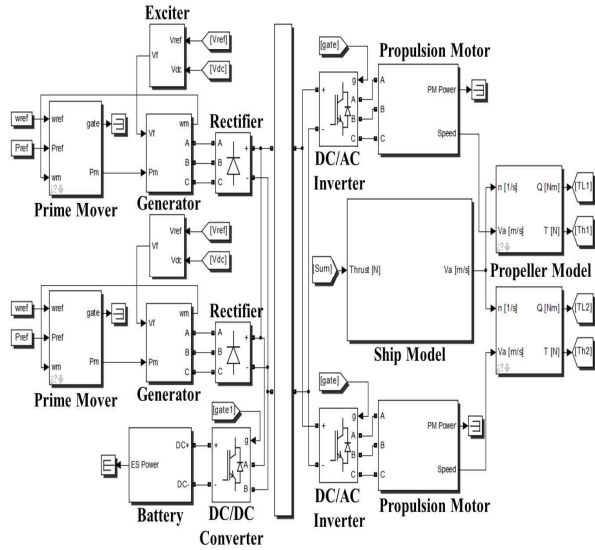 Exciter
Vref
Vf
Vdc
[Vref]
[Vdc]
wref
Pref
wref
gate
Pref
wm
Pm
Prime Mover
Vf
wm
A
B
C
Pm
Generator
Rectifier
A
B
C
+
-
Vref
Vf
Vdc
[Vref]
[Vdc]
wref
Pref
wref
gate
Pref
wm
Pm
Prime Mover
Vf
wm
A
B
C
Pm
Generator
Rectifier
A
B
C
+
-
[gate1]
ES Power
DC+
DC-
Battery
+
-
g
A
B
DC/DC
Converter
[gate]
+
-
g
A
B
C
DC/AC
Inverter
Propulsion Motor
A
B
C
PM Power
Speed
[Sum]
Thrust [N]
Va [m/s]
Ship Model
n [1/s]
Q [Nm]
Va [m/s]
T [N]
[TL1]
[Th1]
Propeller Model
n [1/s]
Q [Nm]
Va [m/s]
T [N]
[TL2]
[Th2]
[gate]
+
-
g
A
B
C
DC/AC
Inverter
A
B
C
PM Power
Speed
Propulsion Motor